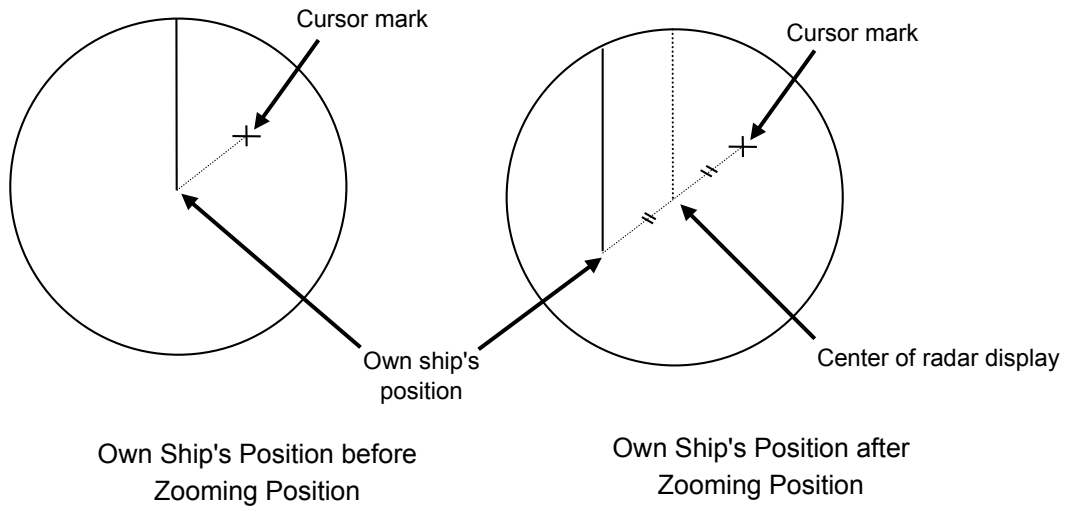 Cursor mark
Cursor mark
Own ship's
position
Center of radar display
Own Ship's Position before
Zooming Position
Own Ship's Position after
Zooming Position